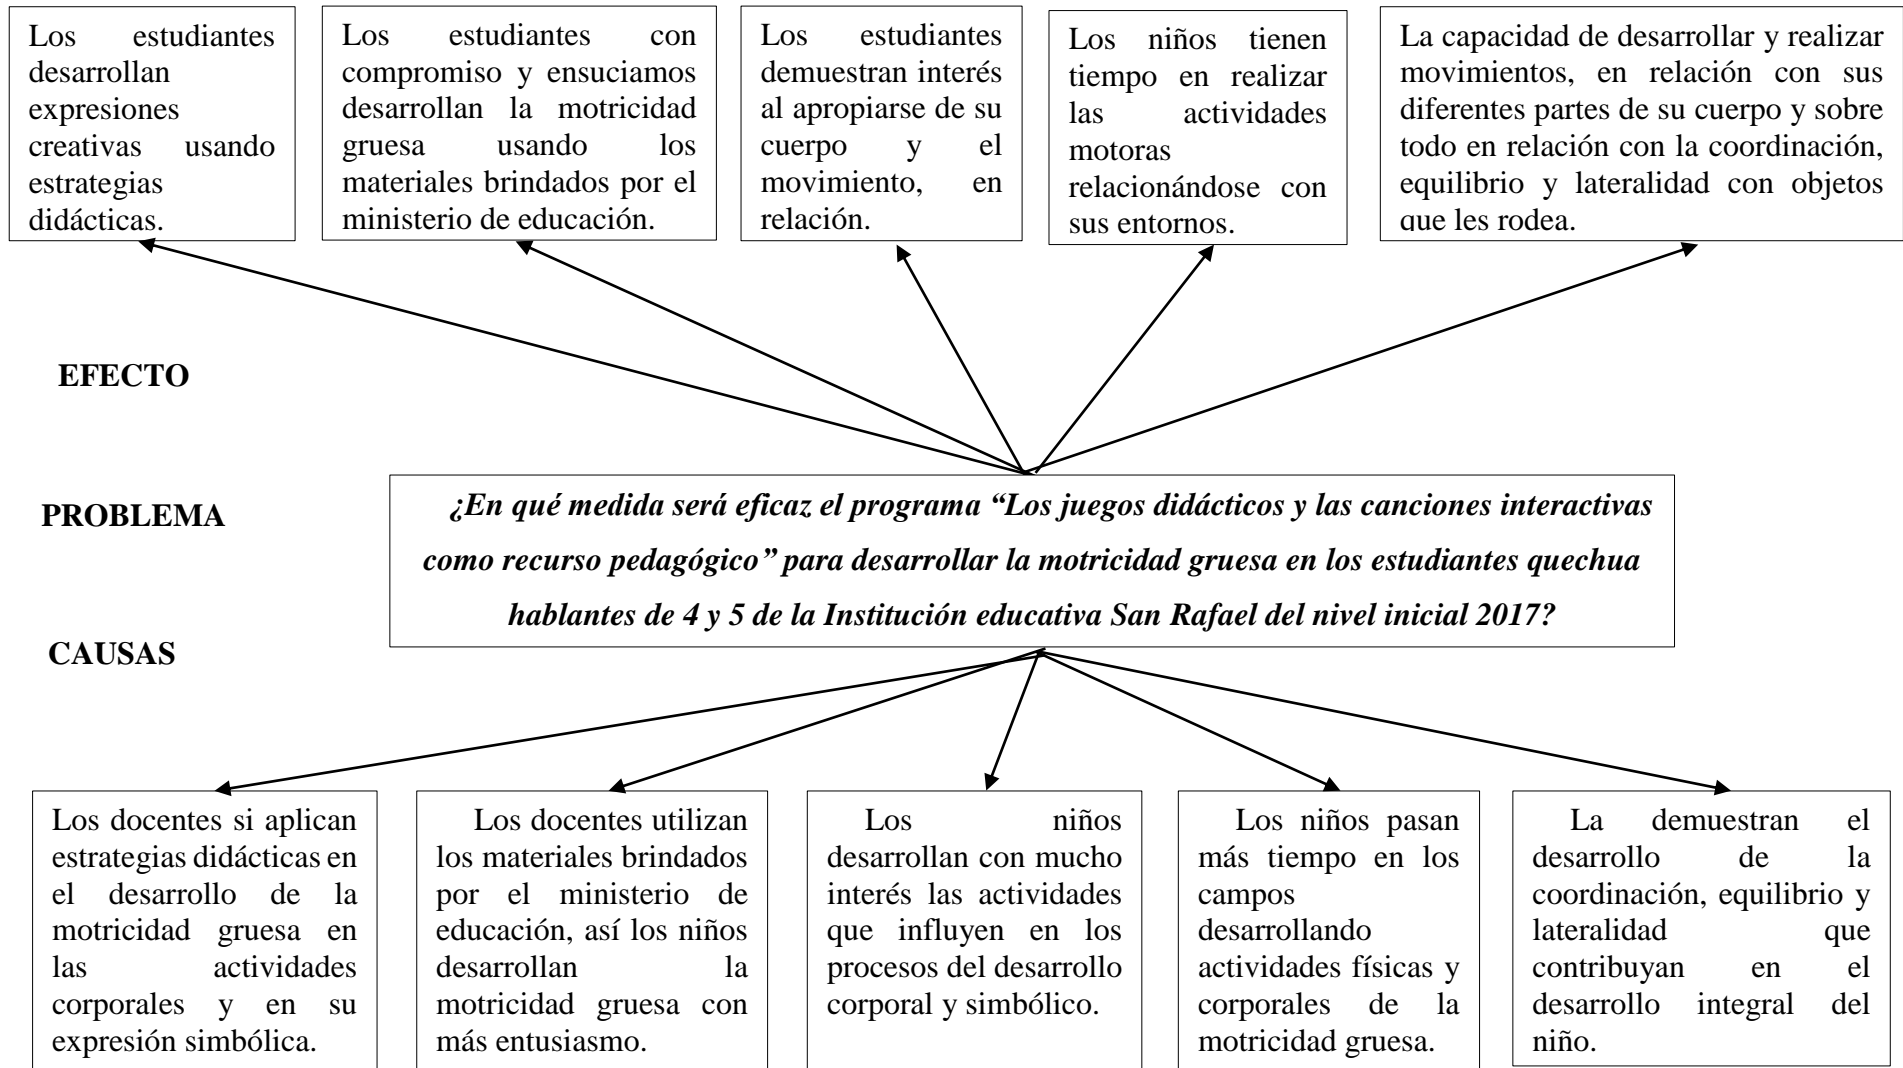 Los estudiantes
desarrollan
expresiones
creativas usando
estrategias
didácticas.
Los estudiantes con
compromiso y ensuciamos
desarrollan la motricidad
gruesa usando los
materiales brindados por el
ministerio de educación.
Los estudiantes
demuestran interés
al apropiarse de su
cuerpo y el
movimiento, en
relación.
Los niños tienen
tiempo en realizar
las actividades
motoras
relacionándose con
sus entornos.
La capacidad de desarrollar y realizar
movimientos, en relación con sus
diferentes partes de su cuerpo y sobre
todo en relación con la coordinación,
equilibrio y lateralidad con objetos
que les rodea.
EFECTO
PROBLEMA
¿En qué medida será eficaz el programa “Los juegos didácticos y las canciones interactivas
como recurso pedagógico” para desarrollar la motricidad gruesa en los estudiantes quechua
hablantes de 4 y 5 de la Institución educativa San Rafael del nivel inicial 2017?
CAUSAS
Los docentes si aplican
estrategias didácticas en
el desarrollo de la
motricidad gruesa en
las actividades
corporales y en su
expresión simbólica.
Los docentes utilizan
los materiales brindados
por el ministerio de
educación, así los niños
desarrollan la
motricidad gruesa con
más entusiasmo.
Los niños
desarrollan con mucho
interés las actividades
que influyen en los
procesos del desarrollo
corporal y simbólico.
Los niños pasan
más tiempo en los
campos
desarrollando
actividades físicas y
corporales de la
motricidad gruesa.
La demuestran el
desarrollo de la
coordinación, equilibrio y
lateralidad que
contribuyan en el
desarrollo integral del
niño.